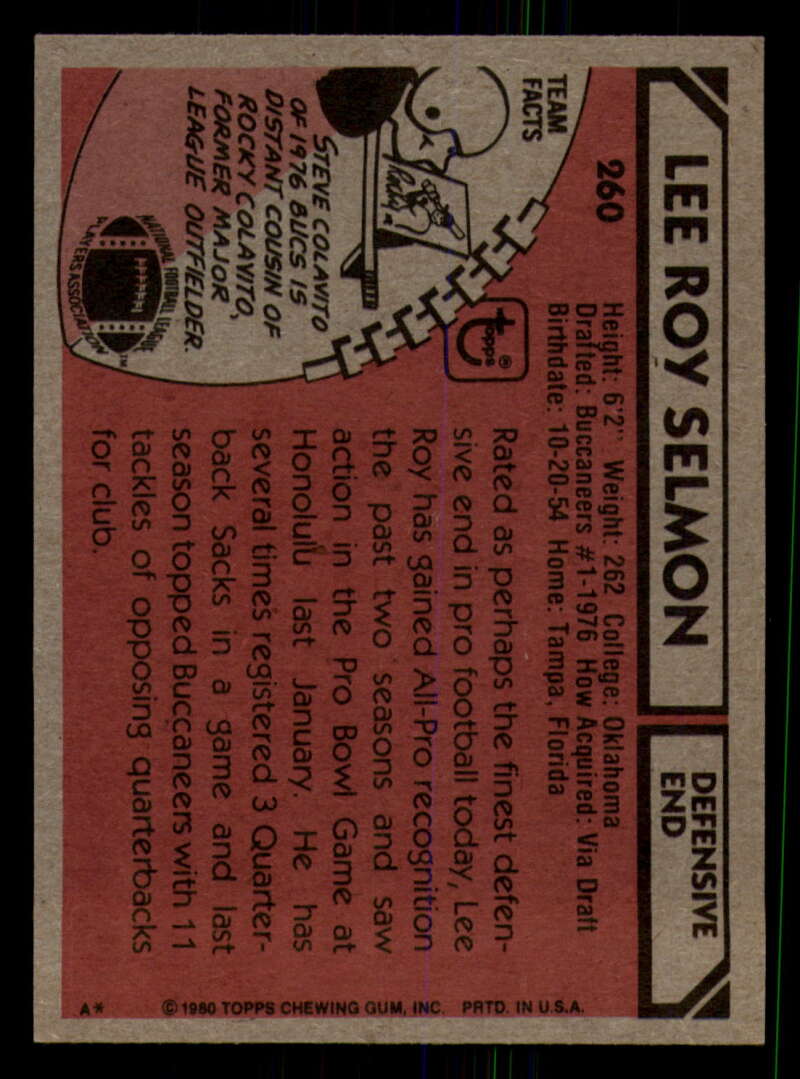 LEE ROY SELMON
DEFENSIVE
END
260
Height: 6'2" Weight: 262 College: Oklahoma
Drafted: Buccaneers #1-1976 How Acquired: Via Draft
Birthdate: 10-20-54 Home: Tampa, Florida
TEAM
FACTS
Rocky
STEVE COLAVITO
OF 1976 BUCS IS
DISTANT COUSIN OF
ROCKY COLAVITO,
FORMER MAJOR
LEAGUE OUTFIELDER.
NATIONAL FOOTBALL LEAGUE
PLAYERS ASSOCIATION™
topps®
Rated as perhaps the finest defen-
sive end in pro football today, Lee
Roy has gained All-Pro recognition
the past two seasons and saw
action in the Pro Bowl Game at
Honolulu last January. He has
several times registered 3 Quarter-
back Sacks in a game and last
season topped Buccaneers with 11
tackles of opposing quarterbacks
for club.
A* © 1980 TOPPS CHEWING GUM, INC. PRTD. IN U.S.A.